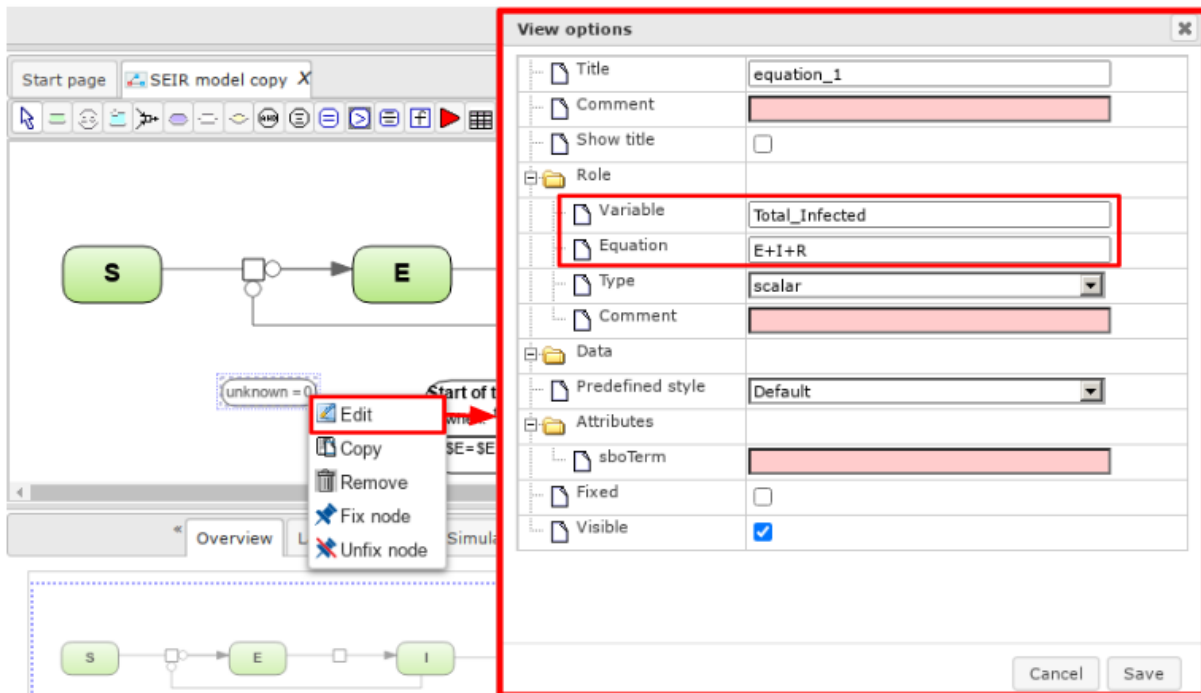 View options
Start page
SEIR model copy X
Title
equation_1
Comment
Show title
Role
Variable
Total_Infected
Equation
E+I+R
Type
scalar
Comment
Data
Predefined style
Default
Attributes
sboTerm
Fixed
Visible
Cancel
Save
S
E
unknown = 0
Start of t
$E=$E
Edit
Copy
Remove
Fix node
Unfix node
Overview
L
Simula
S
E
I